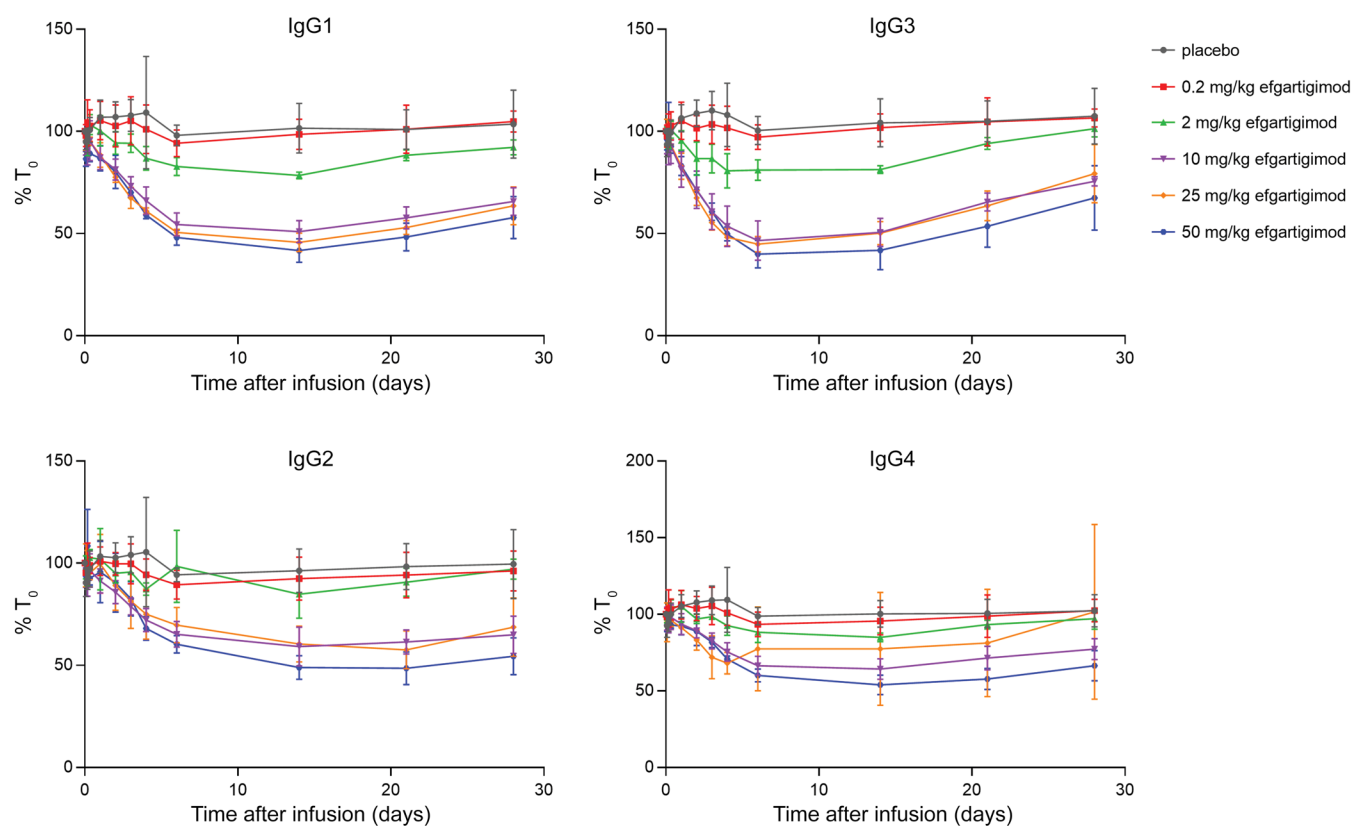 IgG1
150
100
50
0
% T0
0 10 20 30
Time after infusion (days)
IgG3
150
100
50
0
% T0
0 10 20 30
Time after infusion (days)
placebo
0.2 mg/kg efgartigimod
2 mg/kg efgartigimod
10 mg/kg efgartigimod
25 mg/kg efgartigimod
50 mg/kg efgartigimod
IgG2
150
100
50
0
% T0
0 10 20 30
Time after infusion (days)
IgG4
200
150
100
50
0
% T0
0 10 20 30
Time after infusion (days)